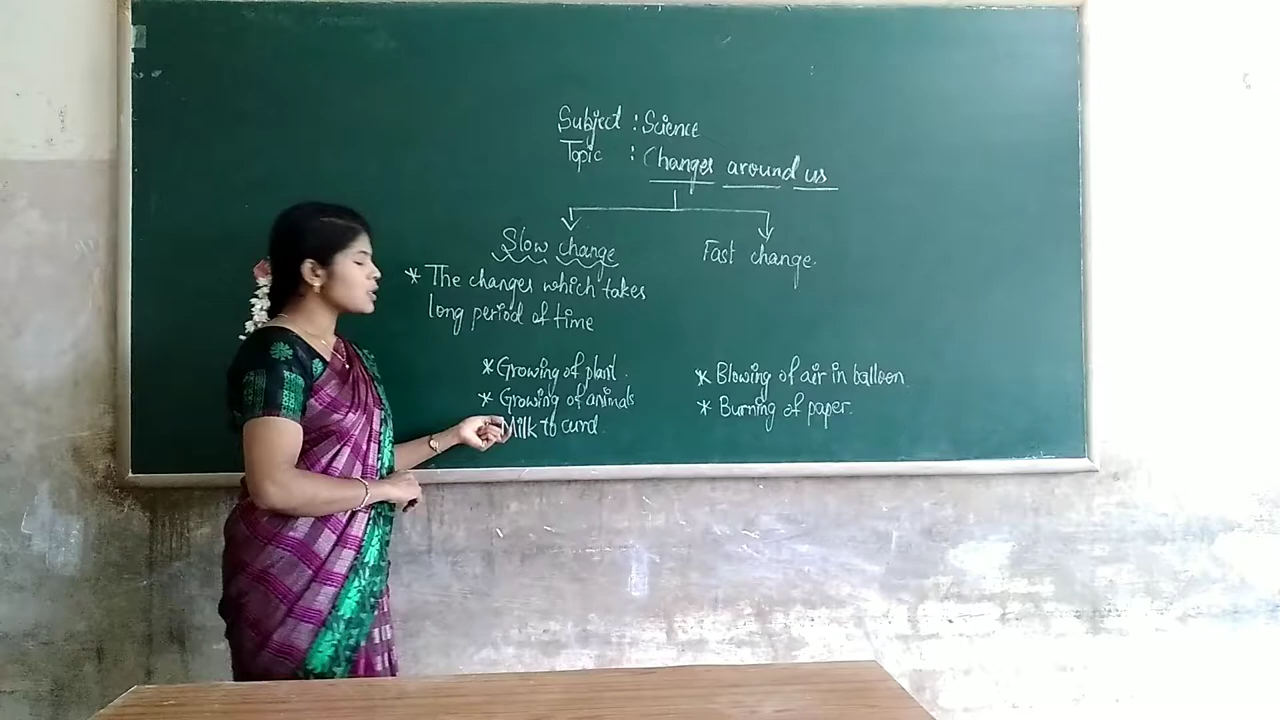 Subject : Science
Topic : Changes around us
Slow change
* The changes which takes
long period of time
* Growing of plant.
* Growing of animals
Milk to curd.
Fast change.
* Blowing of air in balloon.
* Burning of paper.